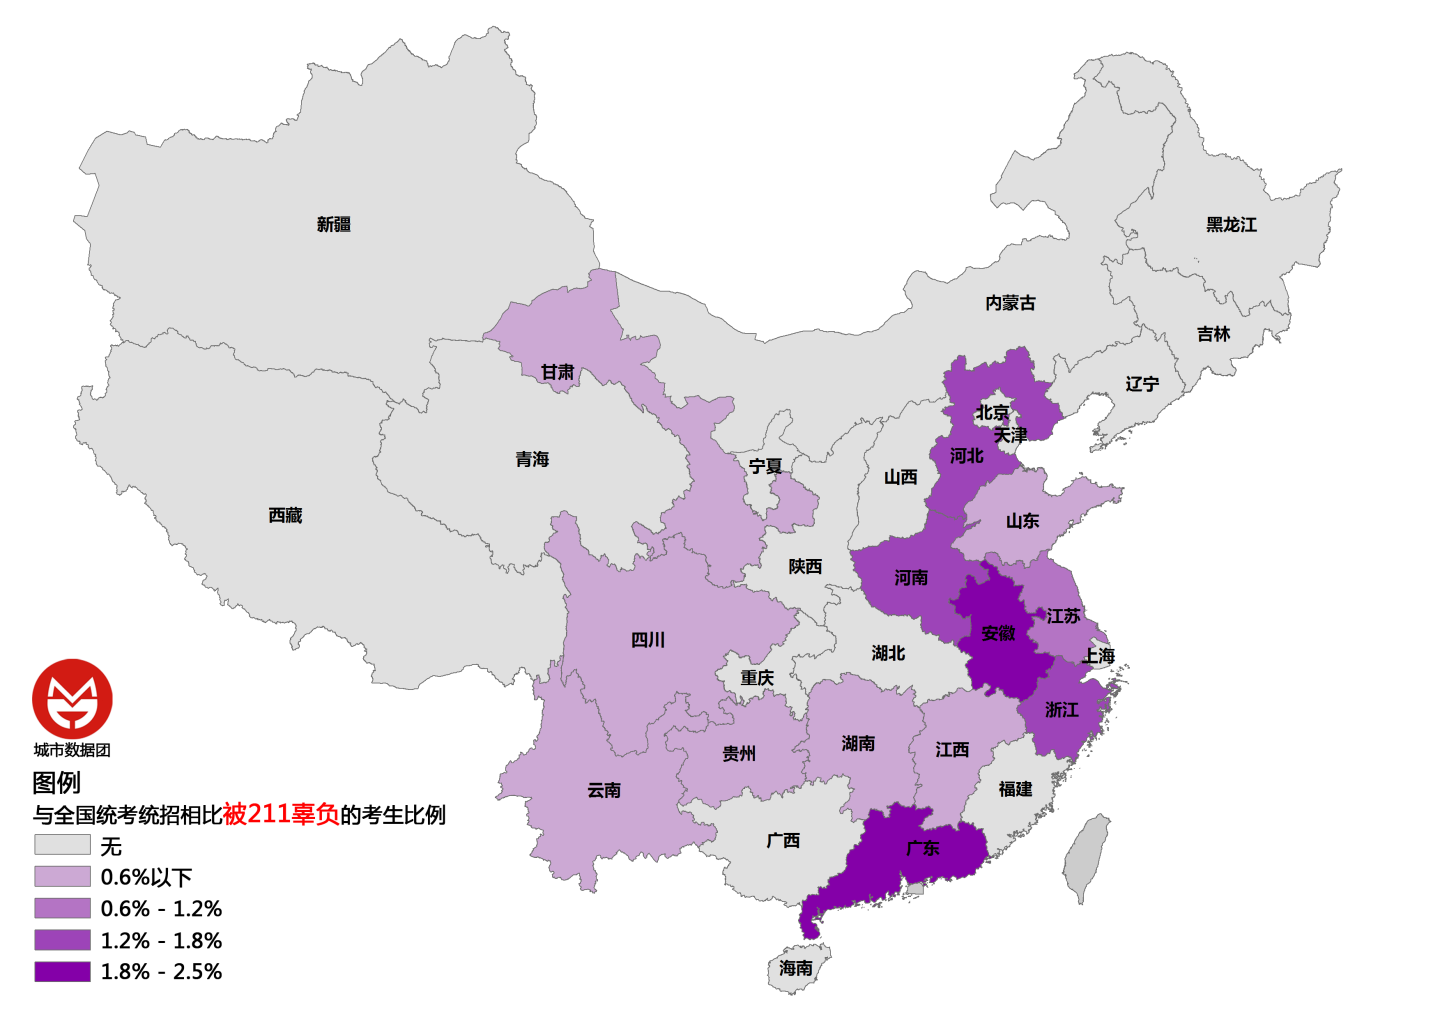 黑龙江
新疆
内蒙古
吉林
甘肃
辽宁
北京
天津
河北
青海
宁夏
山西
西藏
山东
陕西
河南
江苏
安徽
四川
湖北
上海
重庆
浙江
湖南
江西
贵州
云南
福建
广西
广东
海南
城市数据团
图例
与全国统考统招相比被211辜负的考生比例
无
0.6%以下
0.6% - 1.2%
1.2% - 1.8%
1.8% - 2.5%